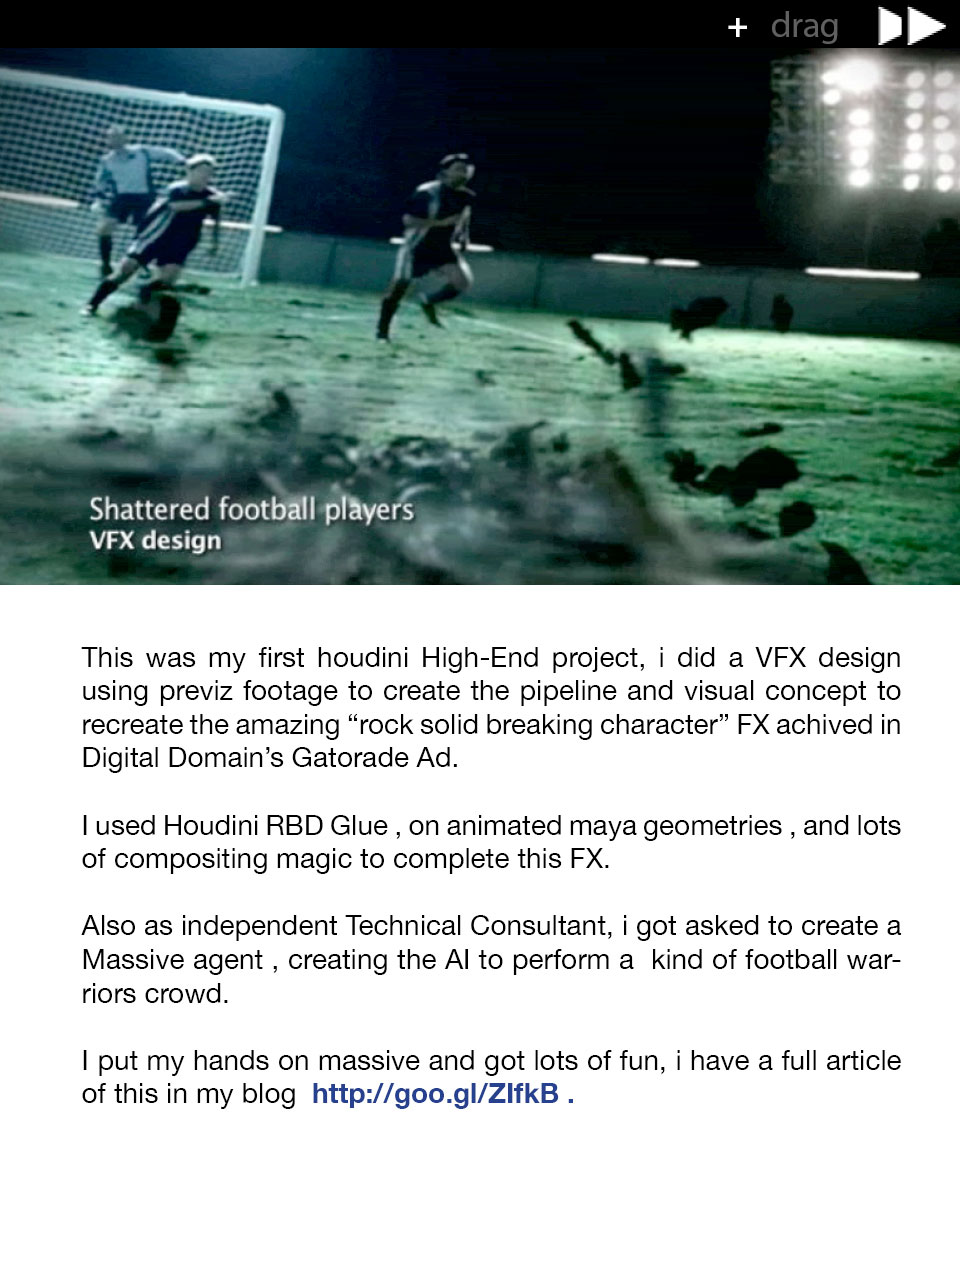 + drag
Shattered football players
VFX design
This was my first houdini High-End project, i did a VFX design
using previz footage to create the pipeline and visual concept to
recreate the amazing “rock solid breaking character” FX achived in
Digital Domain’s Gatorade Ad.
I used Houdini RBD Glue , on animated maya geometries , and lots
of compositing magic to complete this FX.
Also as independent Technical Consultant, i got asked to create a
Massive agent , creating the AI to perform a  kind of football war-
riors crowd.
I put my hands on massive and got lots of fun, i have a full article
of this in my blog  http://goo.gl/ZIfkB .